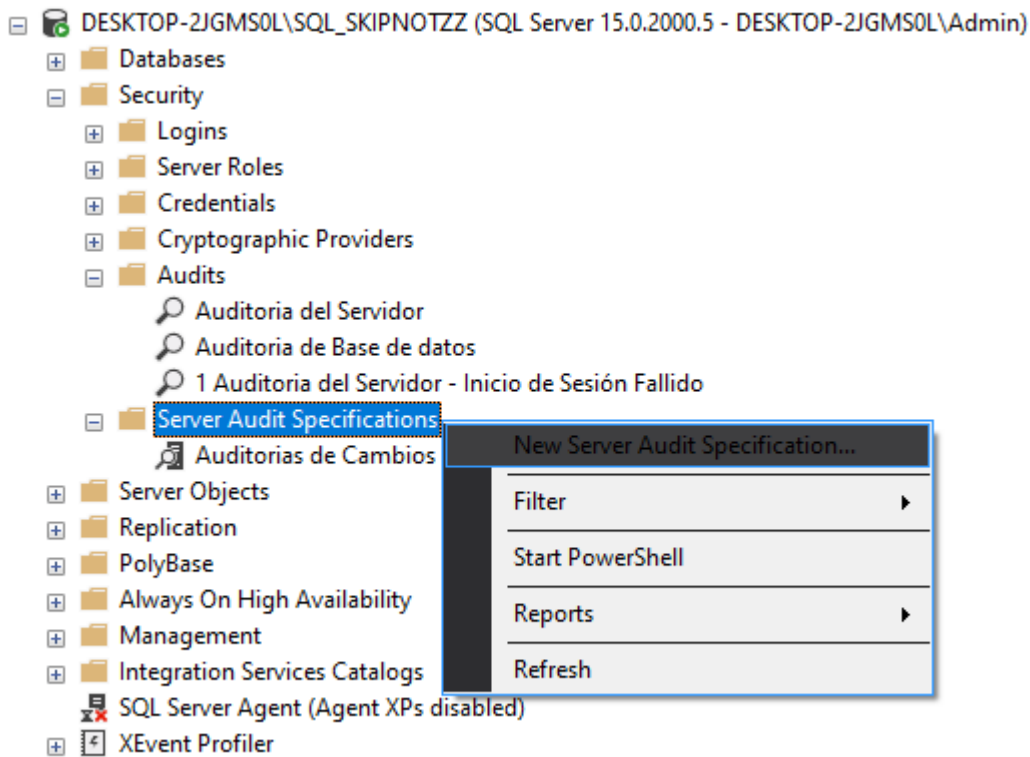 DESKTOP-2JGMS0L\SQL_SKIPNOTZZ (SQL Server 15.0.2000.5 - DESKTOP-2JGMS0L\Admin)
Databases
Security
Logins
Server Roles
Credentials
Cryptographic Providers
Audits
Auditoria del Servidor
Auditoria de Base de datos
1 Auditoria del Servidor - Inicio de Sesión Fallido
Server Audit Specifications
Auditorias de Cambios
Server Objects
Replication
PolyBase
Always On High Availability
Management
Integration Services Catalogs
SQL Server Agent (Agent XPs disabled)
XEvent Profiler
New Server Audit Specification...
Filter
Start PowerShell
Reports
Refresh